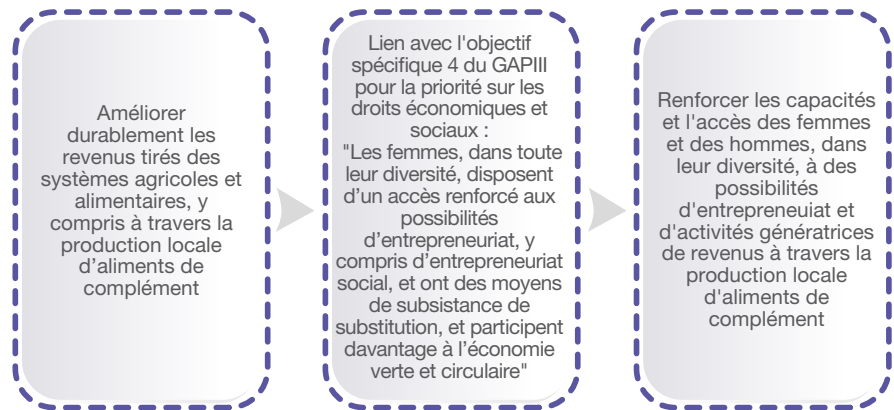 Améliorer
durablement les
revenus tirés des
systèmes agricoles et
alimentaires, y
compris à travers la
production locale
d’aliments de
complément
Lien avec l'objectif
spécifique 4 du GAPIII
pour la priorité sur les
droits économiques et
sociaux :
"Les femmes, dans toute
leur diversité, disposent
d’un accès renforcé aux
possibilités
d’entrepreneuriat, y
compris d’entrepreneuriat
social, et ont des moyens
de subsistance de
substitution, et participent
davantage à l’économie
verte et circulaire"
Renforcer les capacités
et l'accès des femmes
et des hommes, dans
leur diversité, à des
possibilités
d'entrepreneuiat et
d'activités génératrices
de revenus à travers la
production locale
d'aliments de
complément